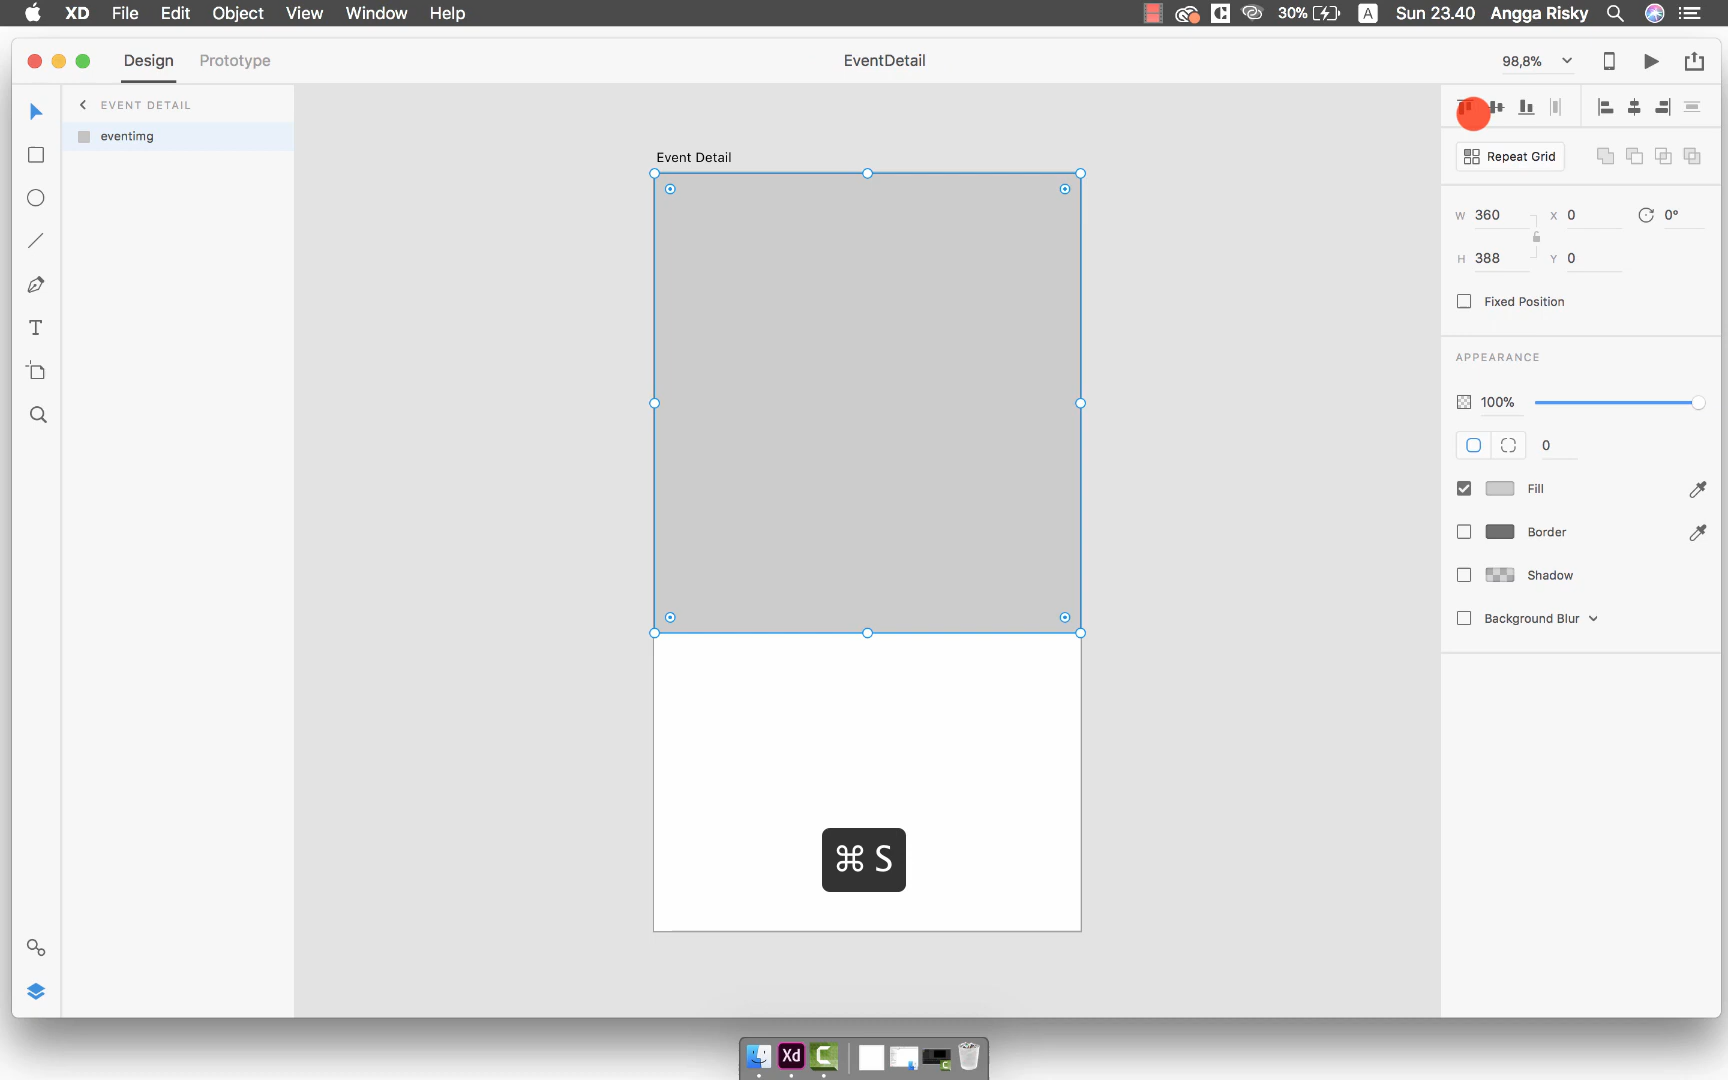 XD File Edit Object View Window Help
30% A Sun 23.40 Angga Risky
Design Prototype
EventDetail
98,8%
EVENT DETAIL
eventimg
Event Detail
Repeat Grid
W 360 X 0 0°
H 388 Y 0
Fixed Position
APPEARANCE
100%
0
Fill
Border
Shadow
Background Blur
⌘ S
Xd